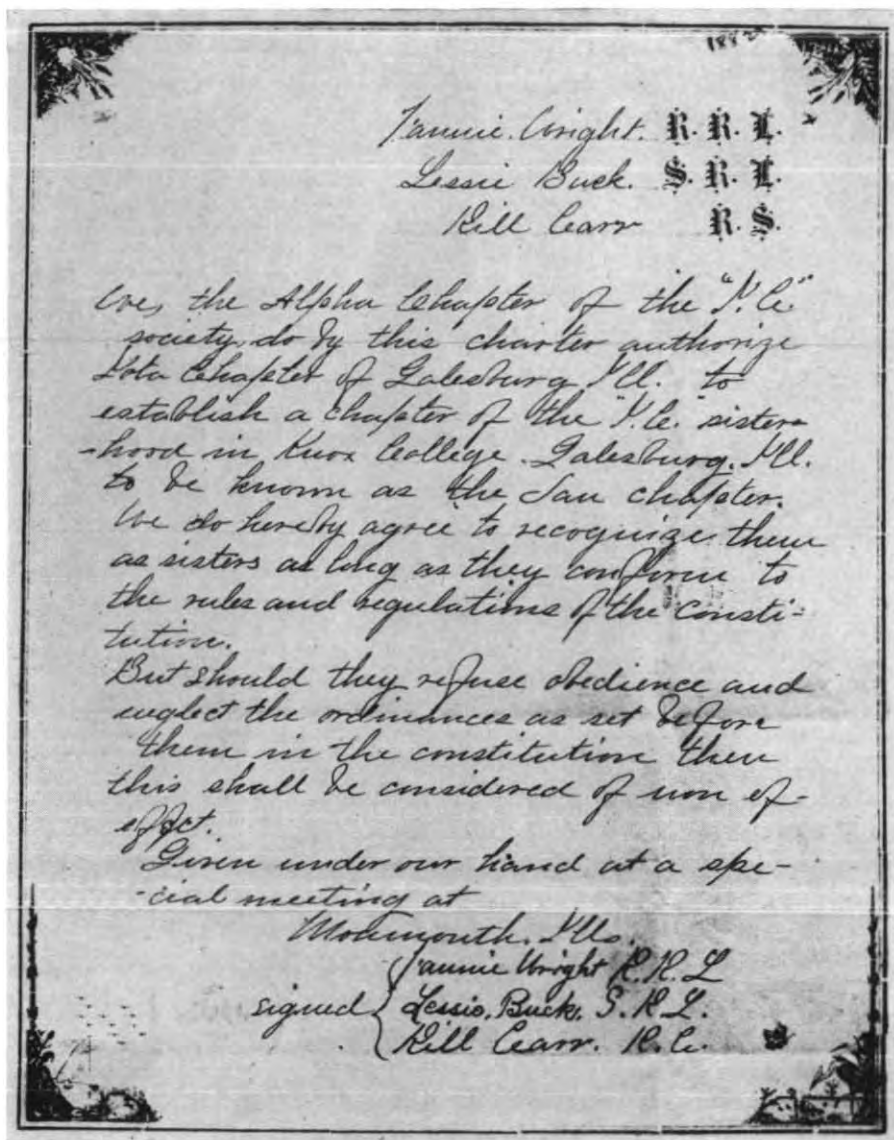 1882
Fannie Wright. R. R. L.
Lessie Buck. S. R. L.
Rill Carr R. S.
We, the Alpha Chapter of the "I. C."
society, do by this charter authorize
Iota Chapter of Galesburg Ill. to
establish a chapter of the "I. C." sister-
-hood in Knox College. Galesburg. Ill.
to be known as the Tau chapter.
We do hereby agree to recognize them
as sisters as long as they conform to
the rules and regulations of the consti-
tution.
But should they refuse obedience and
neglect the ordinances as set before
them in the constitution then
this shall be considered of non ef-
effect.
Given under our hand at a spe-
-cial meeting at
Monmouth. Ills.
Fannie Wright R. R. L
signed Lessie. Buck. S. R L.
Rill Carr. R. C.